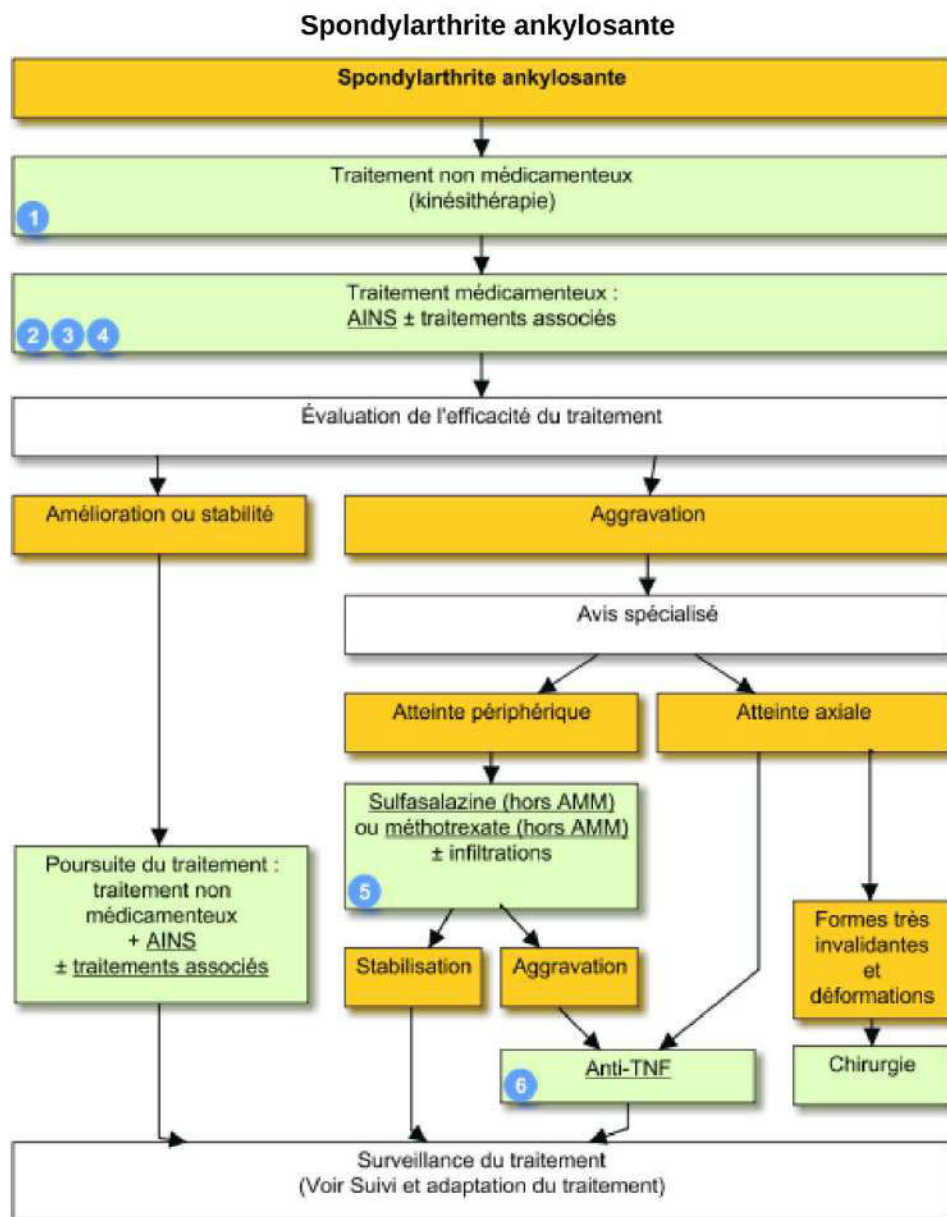 Spondylarthrite ankylosante
Spondylarthrite ankylosante
Traitement non médicamenteux
(kinésithérapie)
1
Traitement médicamenteux :
AINS ± traitements associés
2 3 4
Évaluation de l'efficacité du traitement
Amélioration ou stabilité
Aggravation
Avis spécialisé
Atteinte périphérique
Atteinte axiale
Sulfasalazine (hors AMM)
ou méthotrexate (hors AMM)
± infiltrations
5
Poursuite du traitement :
traitement non
médicamenteux
+ AINS
± traitements associés
Stabilisation
Aggravation
Formes très
invalidantes
et
déformations
Anti-TNF
6
Chirurgie
Surveillance du traitement
(Voir Suivi et adaptation du traitement)